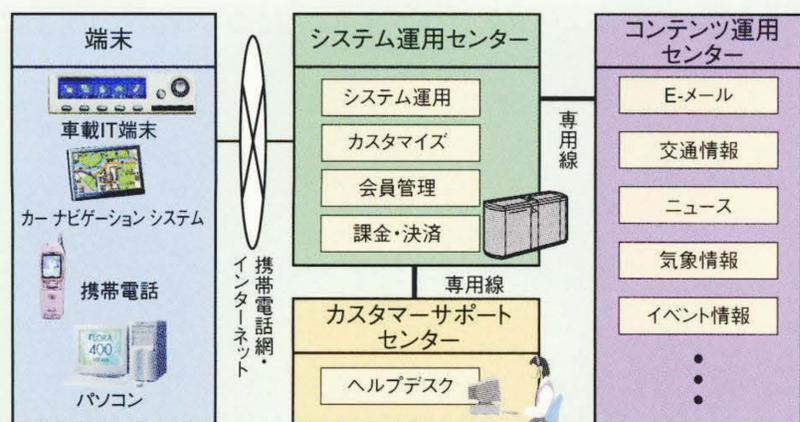 端末
車載IT端末
カー ナビゲーション システム
携帯電話
FLORA
400
パソコン
携帯電話網・
インターネット
システム運用センター
システム運用
カスタマイズ
会員管理
課金・決済
専用線
専用線
カスタマーサポート
センター
ヘルプデスク
コンテンツ運用
センター
E-メール
交通情報
ニュース
気象情報
イベント情報